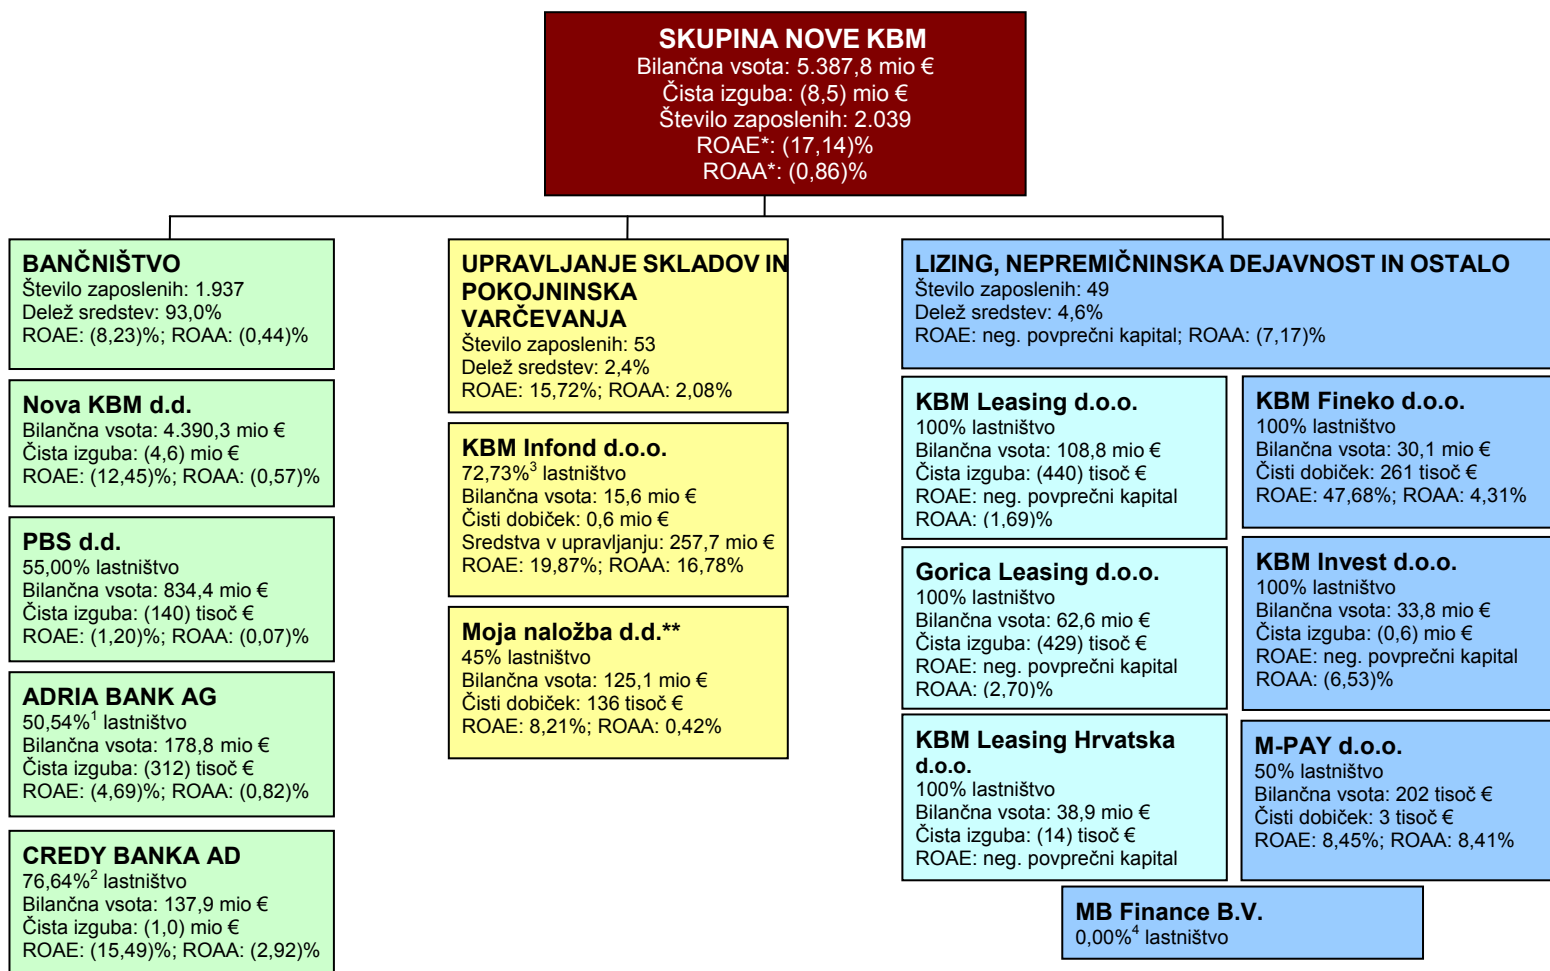 SKUPINA NOVE KBM
Bilančna vsota: 5.387,8 mio €
Čista izguba: (8,5) mio €
Število zaposlenih: 2.039
ROAE*: (17,14)%
ROAA*: (0,86)%
BANČNIŠTVO
Število zaposlenih: 1.937
Delež sredstev: 93,0%
ROAE: (8,23)%; ROAA: (0,44)%
Nova KBM d.d.
Bilančna vsota: 4.390,3 mio €
Čista izguba: (4,6) mio €
ROAE: (12,45)%; ROAA: (0,57)%
PBS d.d.
55,00% lastništvo
Bilančna vsota: 834,4 mio €
Čista izguba: (140) tisoč €
ROAE: (1,20)%; ROAA: (0,07)%
ADRIA BANK AG
50,54%1 lastništvo
Bilančna vsota: 178,8 mio €
Čista izguba: (312) tisoč €
ROAE: (4,69)%; ROAA: (0,82)%
CREDY BANKA AD
76,64%2 lastništvo
Bilančna vsota: 137,9 mio €
Čista izguba: (1,0) mio €
ROAE: (15,49)%; ROAA: (2,92)%
UPRAVLJANJE SKLADOV IN
POKOJNINSKA
VARČEVANJA
Število zaposlenih: 53
Delež sredstev: 2,4%
ROAE: 15,72%; ROAA: 2,08%
KBM Infond d.o.o.
72,73%3 lastništvo
Bilančna vsota: 15,6 mio €
Čisti dobiček: 0,6 mio €
Sredstva v upravljanju: 257,7 mio €
ROAE: 19,87%; ROAA: 16,78%
Moja naložba d.d.**
45% lastništvo
Bilančna vsota: 125,1 mio €
Čisti dobiček: 136 tisoč €
ROAE: 8,21%; ROAA: 0,42%
LIZING, NEPREMIČNINSKA DEJAVNOST IN OSTALO
Število zaposlenih: 49
Delež sredstev: 4,6%
ROAE: neg. povprečni kapital; ROAA: (7,17)%
KBM Leasing d.o.o.
100% lastništvo
Bilančna vsota: 108,8 mio €
Čista izguba: (440) tisoč €
ROAE: neg. povprečni kapital
ROAA: (1,69)%
Gorica Leasing d.o.o.
100% lastništvo
Bilančna vsota: 62,6 mio €
Čista izguba: (429) tisoč €
ROAE: neg. povprečni kapital
ROAA: (2,70)%
KBM Leasing Hrvatska
d.o.o.
100% lastništvo
Bilančna vsota: 38,9 mio €
Čista izguba: (14) tisoč €
ROAE: neg. povprečni kapital
KBM Fineko d.o.o.
100% lastništvo
Bilančna vsota: 30,1 mio €
Čisti dobiček: 261 tisoč €
ROAE: 47,68%; ROAA: 4,31%
KBM Invest d.o.o.
100% lastništvo
Bilančna vsota: 33,8 mio €
Čista izguba: (0,6) mio €
ROAE: neg. povprečni kapital
ROAA: (6,53)%
M-PAY d.o.o.
50% lastništvo
Bilančna vsota: 202 tisoč €
Čisti dobiček: 3 tisoč €
ROAE: 8,45%; ROAA: 8,41%
MB Finance B.V.
0,00%4 lastništvo